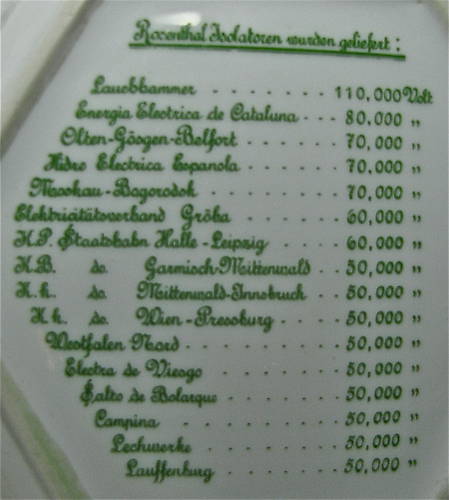 Rosenthal Isolatoren wurden geliefert:
Lauchhammer - - - - - - - 110,000 Volt
Energia Electrica de Cataluna - - - 80.000 „
Olten-Gösgen-Belfort - - - - - 70,000 „
Hidro Electrica Espanola - - - - - 70,000 „
Moskau-Bogorodsk - - - - - - - 70,000 „
Elektrizitätsverband Gröba - - - - - 60,000 „
K.P. Staatsbahn Halle-Leipzig - - - - 60,000 „
K.B. do. Garmisch-Mittenwald - - 50,000 „
K.k. do. Mittenwald-Innsbruck - - 50,000 „
K.k. do. Wien-Pressburg - - - - 50,000 „
Westfalen Nord - - - - - - - 50,000 „
Electra de Viesgo - - - - - - 50,000 „
Salto de Bolarque - - - - - - 50,000 „
Campina - - - - - - - 50,000 „
Lechwerke - - - - - - - 50,000 „
Lauffenburg - - - - - - 50,000 „